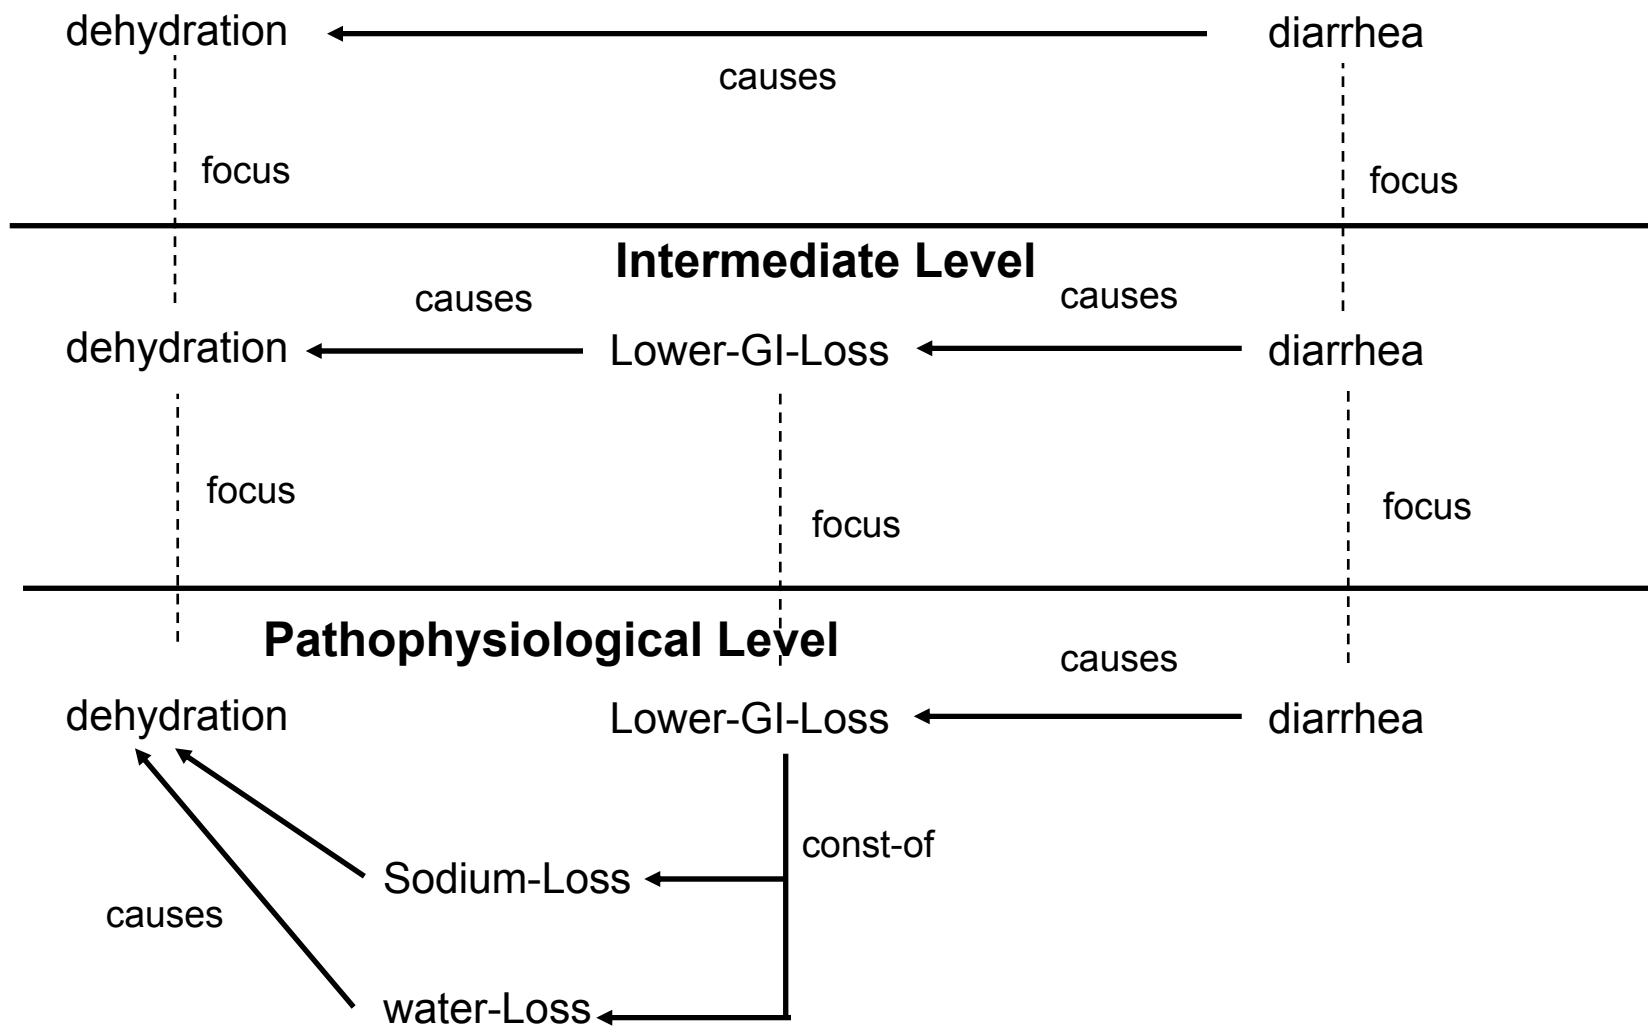 dehydration diarrhea
causes
focus focus
Intermediate Level
causes causes
dehydration Lower-GI-Loss diarrhea
focus focus focus
Pathophysiological Level
causes
dehydration Lower-GI-Loss diarrhea
const-of
Sodium-Loss
causes
water-Loss